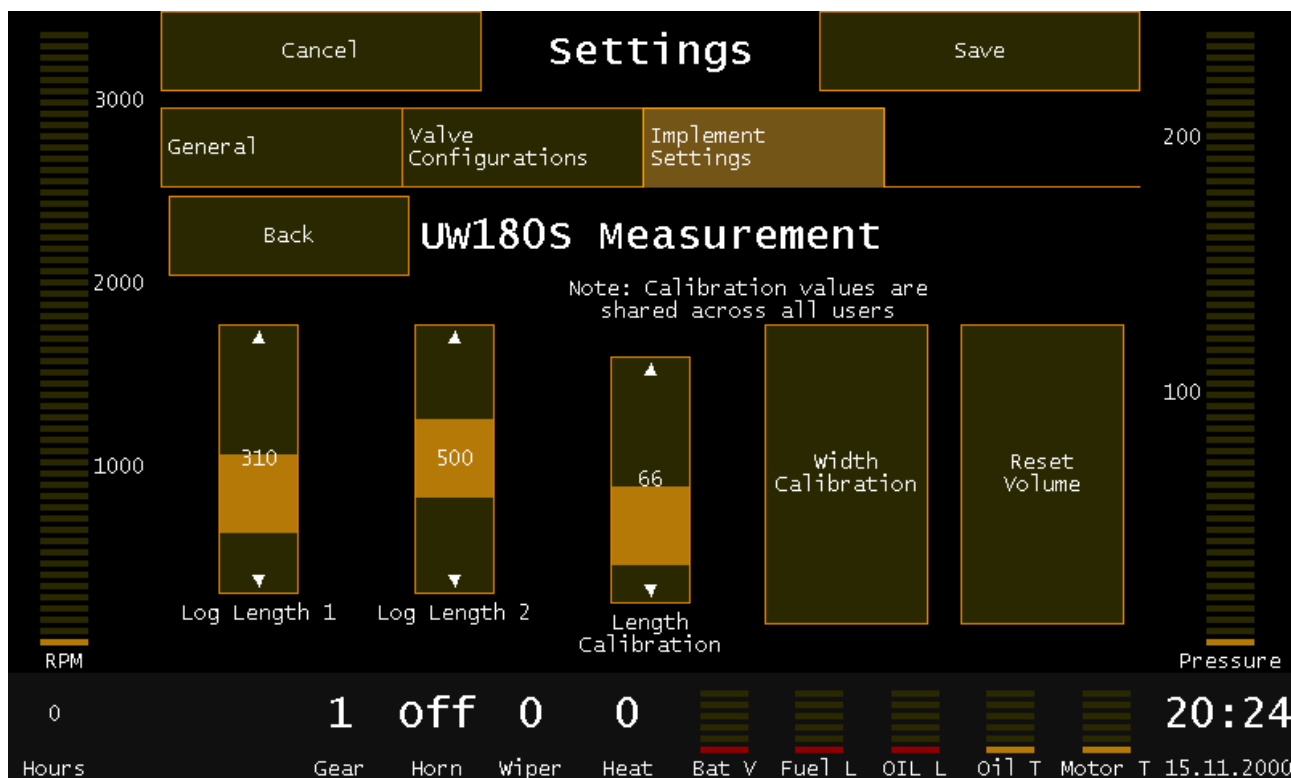 Cancel
Settings
Save
3000
200
General
Valve
Configurations
Implement
Settings
Back
UW180S Measurement
2000
Note: Calibration values are
shared across all users
100
310
500
66
1000
Width
Calibration
Reset
Volume
Log Length 1
Log Length 2
Length
Calibration
RPM
Pressure
0
1
off
0
0
20:24
Hours
Gear
Horn
Wiper
Heat
Bat V
Fuel L
OIL L
Oil T
Motor T
15.11.2000